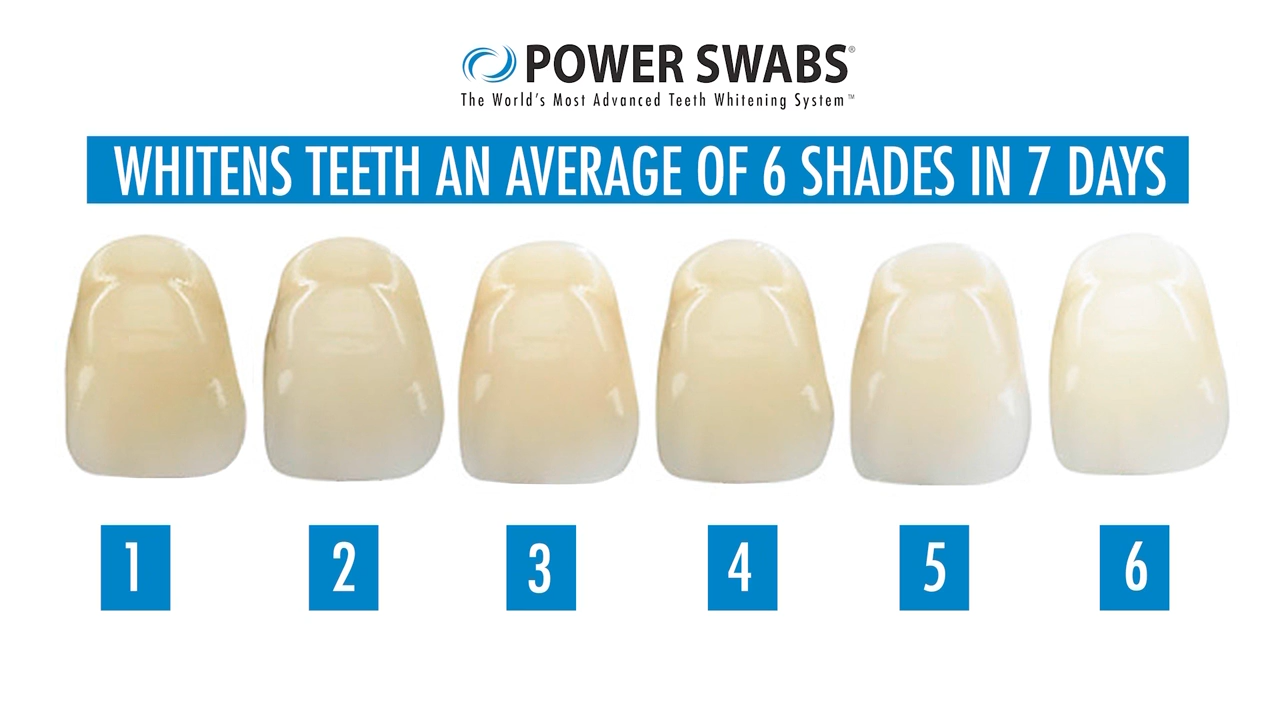 POWER SWABS®
The World's Most Advanced Teeth Whitening System™
WHITENS TEETH AN AVERAGE OF 6 SHADES IN 7 DAYS
1 2 3 4 5 6